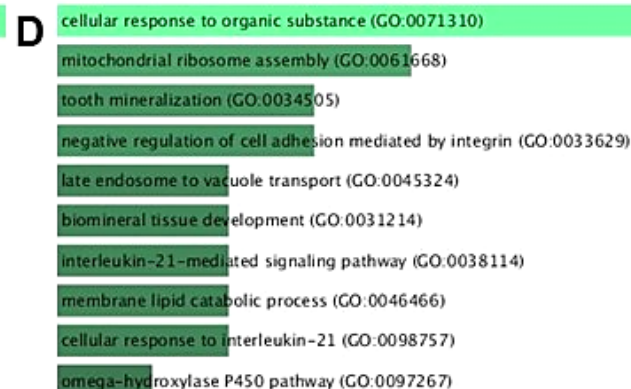 D
cellular response to organic substance (GO:0071310)
mitochondrial ribosome assembly (GO:0061668)
tooth mineralization (GO:0034505)
negative regulation of cell adhesion mediated by integrin (GO:0033629)
late endosome to vacuole transport (GO:0045324)
biomineral tissue development (GO:0031214)
interleukin-21-mediated signaling pathway (GO:0038114)
membrane lipid catabolic process (GO:0046466)
cellular response to interleukin-21 (GO:0098757)
omega-hydroxylase P450 pathway (GO:0097267)